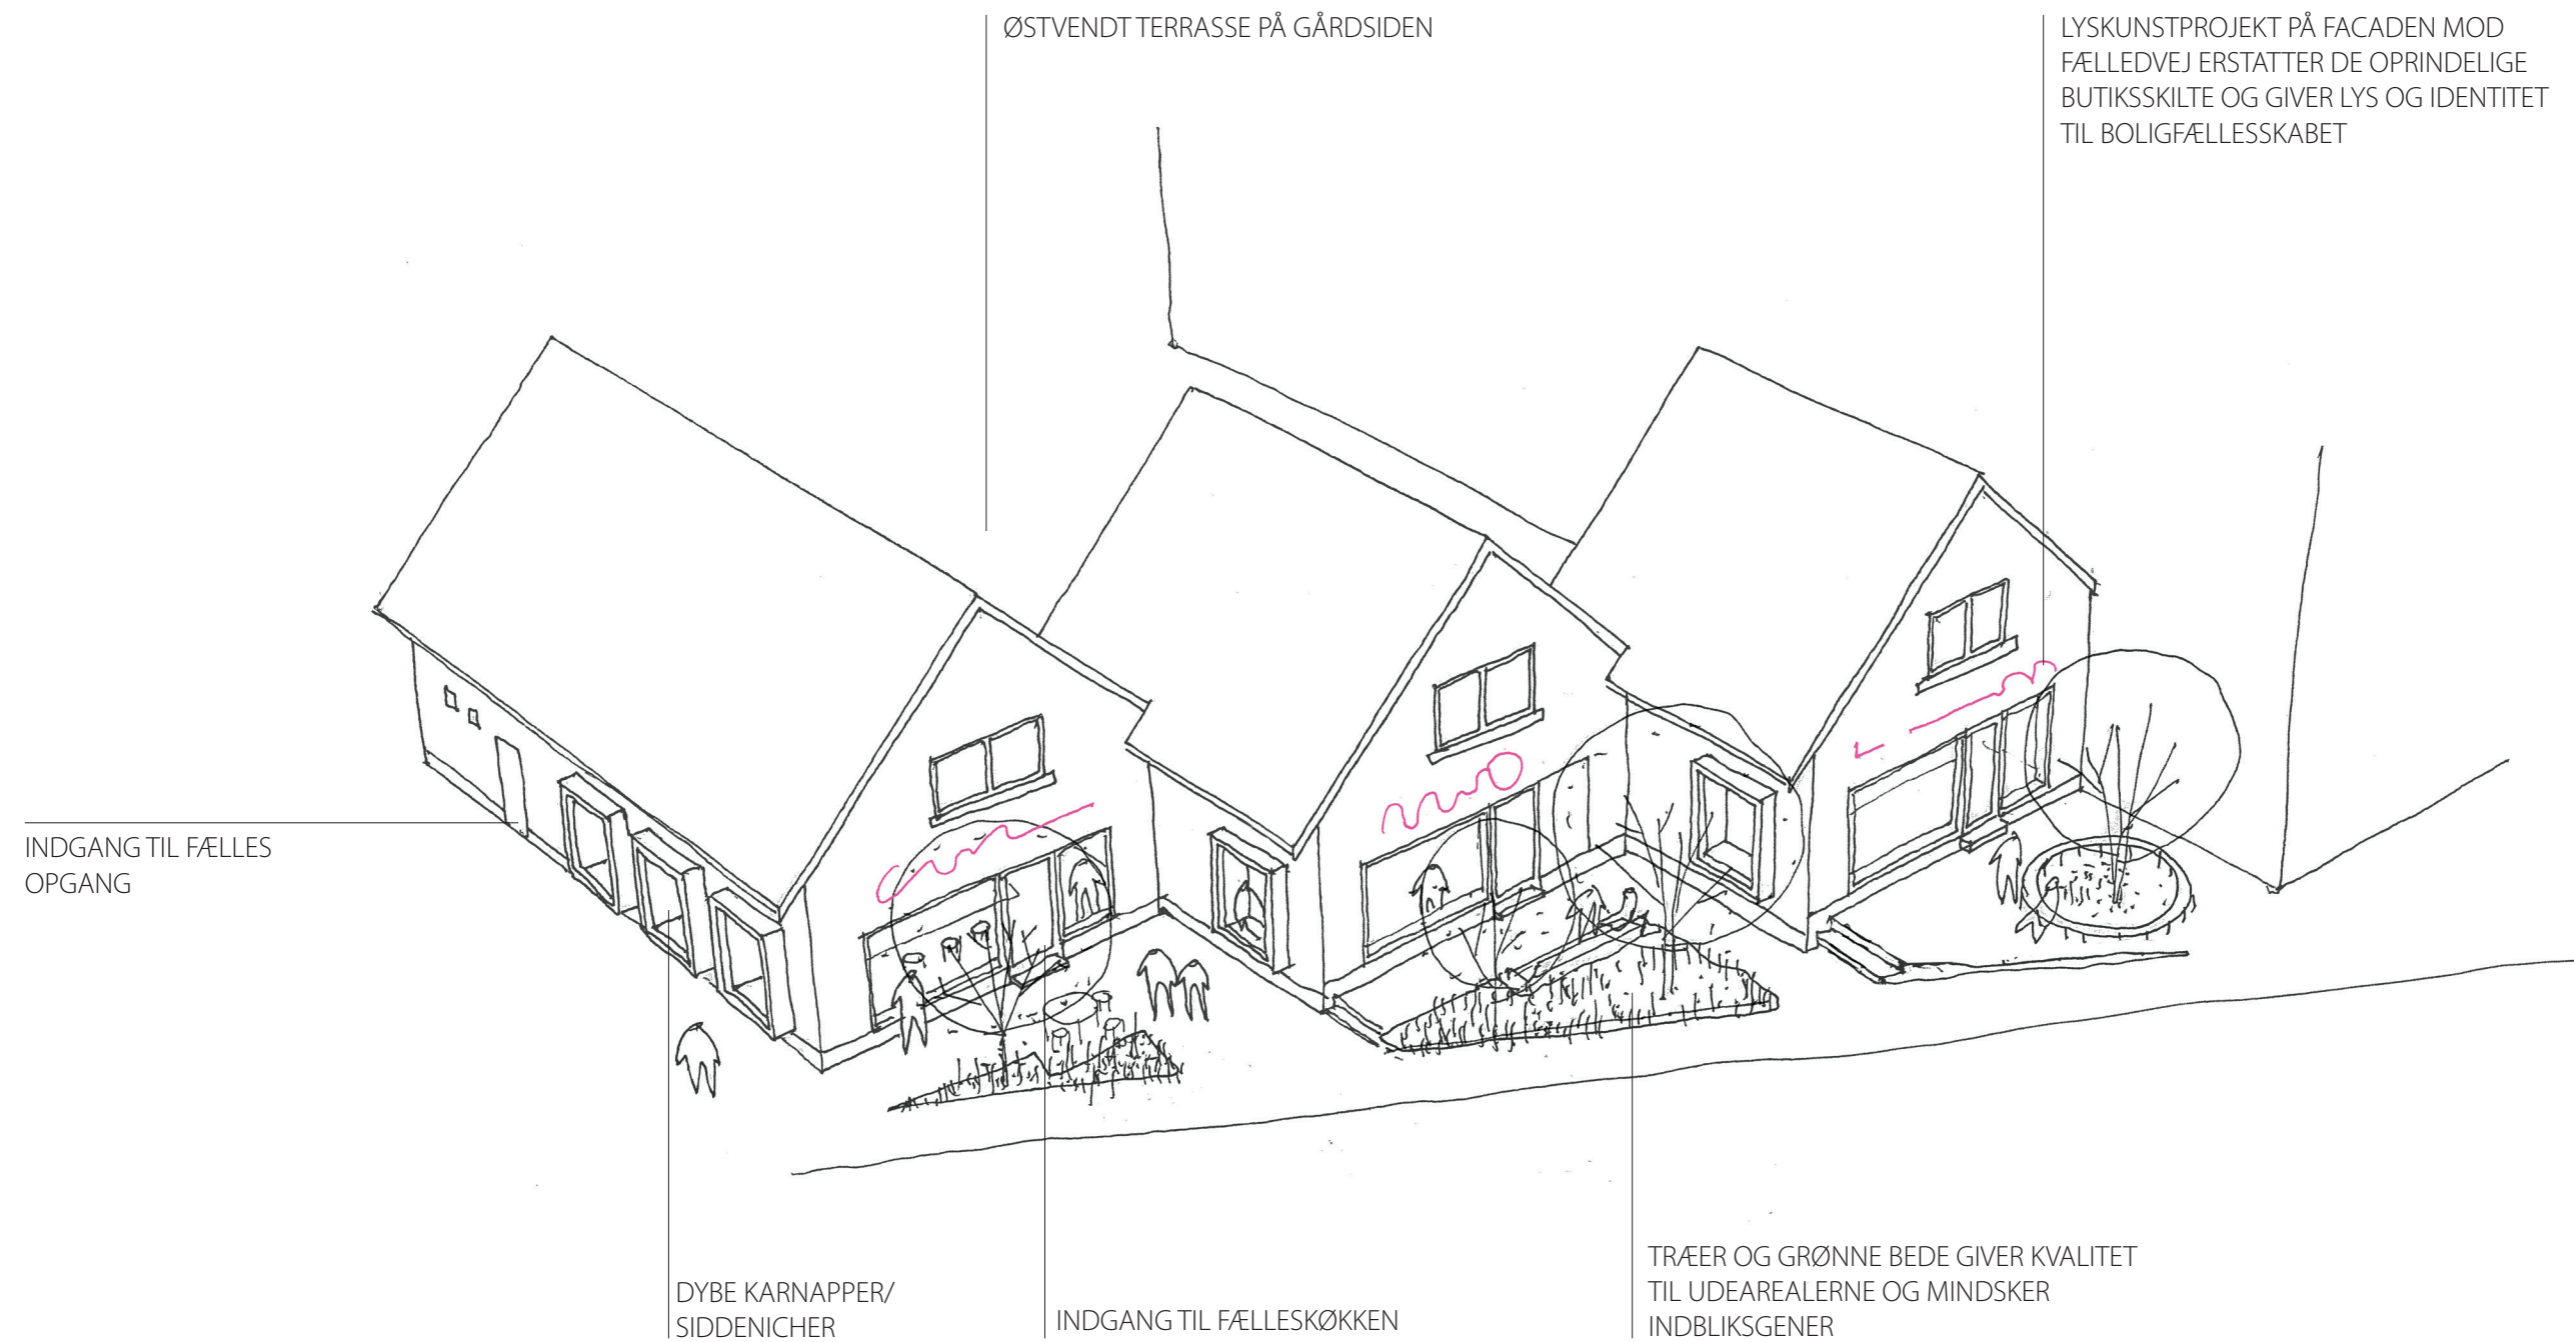 ØSTVENDT TERRASSE PÅ GÅRDSIDEN
LYSKUNSTPROJEKT PÅ FACADEN MOD
FÆLLEDVEJ ERSTATTER DE OPRINDELIGE
BUTIKSSKILTE OG GIVER LYS OG IDENTITET
TIL BOLIGFÆLLESSKABET
INDGANG TIL FÆLLES
OPGANG
DYBE KARNAPPER/
SIDDENICHER
INDGANG TIL FÆLLESKØKKEN
TRÆER OG GRØNNE BEDE GIVER KVALITET
TIL UDEAREALERNE OG MINDSKER
INDBLIKSGENER